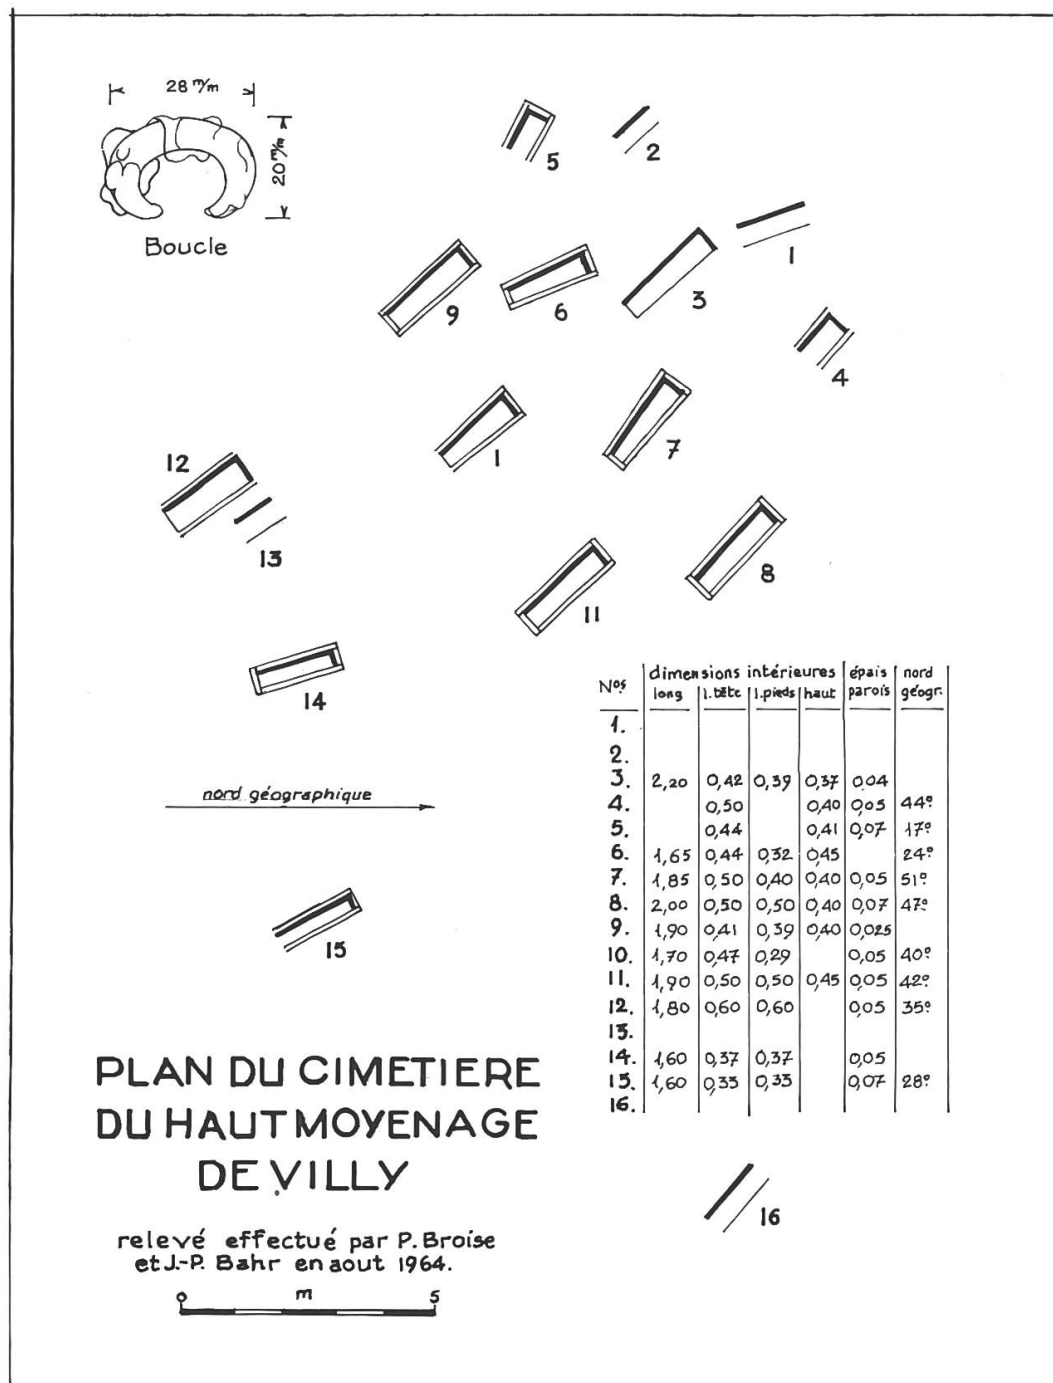 28 m/m
20 m/m
Boucle
5
2
1
9
6
3
4
1
7
12
13
11
8
14
nord géographique
15
Nos dimensions intérieures épais nord
long l.tête l.pieds haut parois géogr.
1.
2.
3. 2,20 0,42 0,39 0,37 0,04
4. 0,50 0,40 0,05 44°
5. 0,44 0,41 0,07 17°
6. 1,65 0,44 0,32 0,45 24°
7. 1,85 0,50 0,40 0,40 0,05 51°
8. 2,00 0,50 0,50 0,40 0,07 47°
9. 1,90 0,41 0,39 0,40 0,025
10. 1,70 0,47 0,29 0,05 40°
11. 1,90 0,50 0,50 0,45 0,05 42°
12. 1,80 0,60 0,60 0,05 35°
13.
14. 1,60 0,37 0,37 0,05
15. 1,60 0,33 0,33 0,07 28°
16.
PLAN DU CIMETIERE
DU HAUT MOYENAGE
DE VILLY
16
relevé effectué par P. Broise
et J.-P. Bahr en aout 1964.
0 m 5